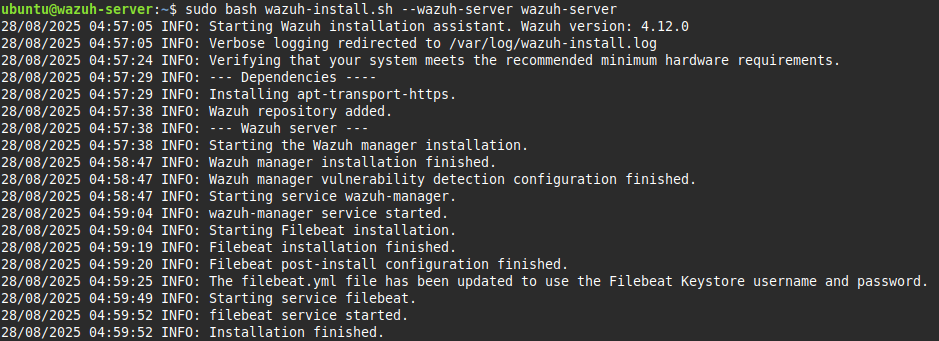 ubuntu@wazuh-server:~$ sudo bash wazuh-install.sh --wazuh-server wazuh-server
28/08/2025 04:57:05 INFO: Starting Wazuh installation assistant. Wazuh version: 4.12.0
28/08/2025 04:57:05 INFO: Verbose logging redirected to /var/log/wazuh-install.log
28/08/2025 04:57:24 INFO: Verifying that your system meets the recommended minimum hardware requirements.
28/08/2025 04:57:29 INFO: --- Dependencies ----
28/08/2025 04:57:29 INFO: Installing apt-transport-https.
28/08/2025 04:57:38 INFO: Wazuh repository added.
28/08/2025 04:57:38 INFO: --- Wazuh server ---
28/08/2025 04:57:38 INFO: Starting the Wazuh manager installation.
28/08/2025 04:58:47 INFO: Wazuh manager installation finished.
28/08/2025 04:58:47 INFO: Wazuh manager vulnerability detection configuration finished.
28/08/2025 04:58:47 INFO: Starting service wazuh-manager.
28/08/2025 04:59:04 INFO: wazuh-manager service started.
28/08/2025 04:59:04 INFO: Starting Filebeat installation.
28/08/2025 04:59:19 INFO: Filebeat installation finished.
28/08/2025 04:59:20 INFO: Filebeat post-install configuration finished.
28/08/2025 04:59:25 INFO: The filebeat.yml file has been updated to use the Filebeat Keystore username and password.
28/08/2025 04:59:49 INFO: Starting service filebeat.
28/08/2025 04:59:52 INFO: filebeat service started.
28/08/2025 04:59:52 INFO: Installation finished.